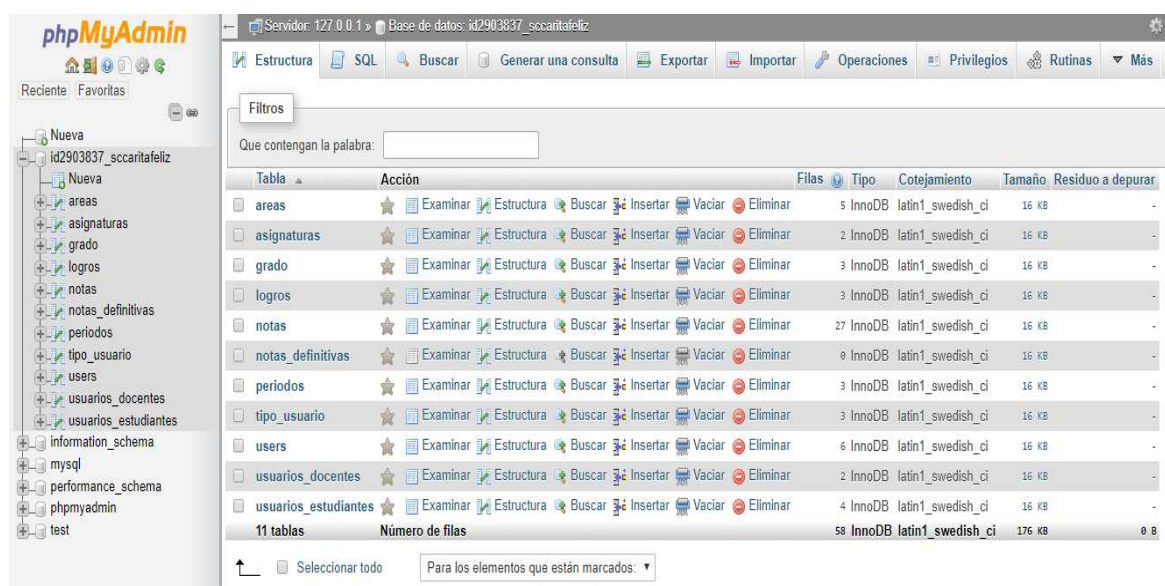 phpMyAdmin
Reciente Favoritas
Nueva
id2903837_sccaritafeliz
Nueva
areas
asignaturas
grado
logros
notas
notas_definitivas
periodos
tipo_usuario
users
usuarios_docentes
usuarios_estudiantes
information_schema
mysql
performance_schema
phpmyadmin
test
Servidor: 127.0.0.1 » Base de datos: id2903837_sccaritafeliz
Estructura SQL Buscar Generar una consulta Exportar Importar Operaciones Privilegios Rutinas Más
Filtros
Que contengan la palabra:
Tabla Acción Filas Tipo Cotejamiento Tamaño Residuo a depurar
areas Examinar Estructura Buscar Insertar Vaciar Eliminar 5 InnoDB latin1_swedish_ci 16 KB -
asignaturas Examinar Estructura Buscar Insertar Vaciar Eliminar 2 InnoDB latin1_swedish_ci 16 KB -
grado Examinar Estructura Buscar Insertar Vaciar Eliminar 3 InnoDB latin1_swedish_ci 16 KB -
logros Examinar Estructura Buscar Insertar Vaciar Eliminar 3 InnoDB latin1_swedish_ci 16 KB -
notas Examinar Estructura Buscar Insertar Vaciar Eliminar 27 InnoDB latin1_swedish_ci 16 KB -
notas_definitivas Examinar Estructura Buscar Insertar Vaciar Eliminar 0 InnoDB latin1_swedish_ci 16 KB -
periodos Examinar Estructura Buscar Insertar Vaciar Eliminar 3 InnoDB latin1_swedish_ci 16 KB -
tipo_usuario Examinar Estructura Buscar Insertar Vaciar Eliminar 3 InnoDB latin1_swedish_ci 16 KB -
users Examinar Estructura Buscar Insertar Vaciar Eliminar 6 InnoDB latin1_swedish_ci 16 KB -
usuarios_docentes Examinar Estructura Buscar Insertar Vaciar Eliminar 2 InnoDB latin1_swedish_ci 16 KB -
usuarios_estudiantes Examinar Estructura Buscar Insertar Vaciar Eliminar 4 InnoDB latin1_swedish_ci 16 KB -
11 tablas Número de filas 58 InnoDB latin1_swedish_ci 176 KB 0 B
Seleccionar todo Para los elementos que están marcados: